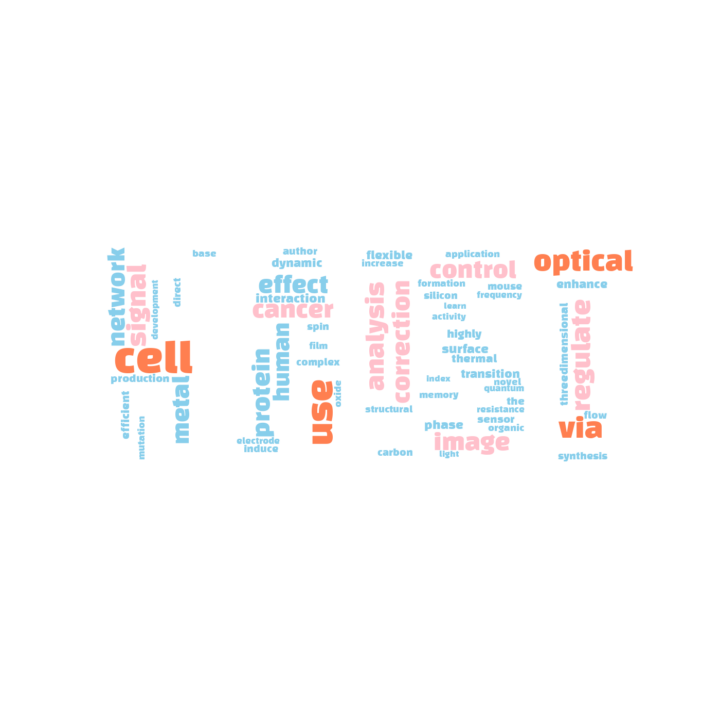 network
signal
development
direct
base
cell
production
efficient
mutation
metal
author
dynamic
effect
interaction
cancer
spin
human
film
complex
protein
use
oxide
electrode
induce
flexible
increase
analysis
correction
structural
carbon
application
control
formation
mouse
silicon
frequency
learn
activity
highly
surface
thermal
transition
index
novel
quantum
memory
the
resistance
sensor
phase
organic
image
light
optical
enhance
threedimensional
regulate
flow
via
synthesis